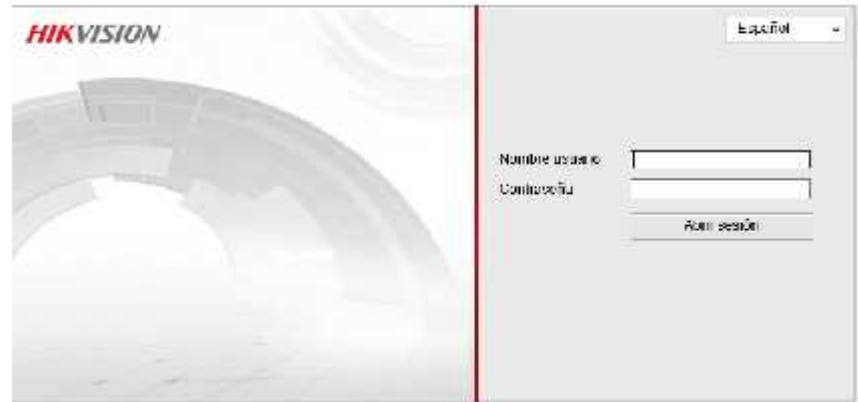 HIKVISION
Español
Nombre usuario
Contraseña
Abrir sesión